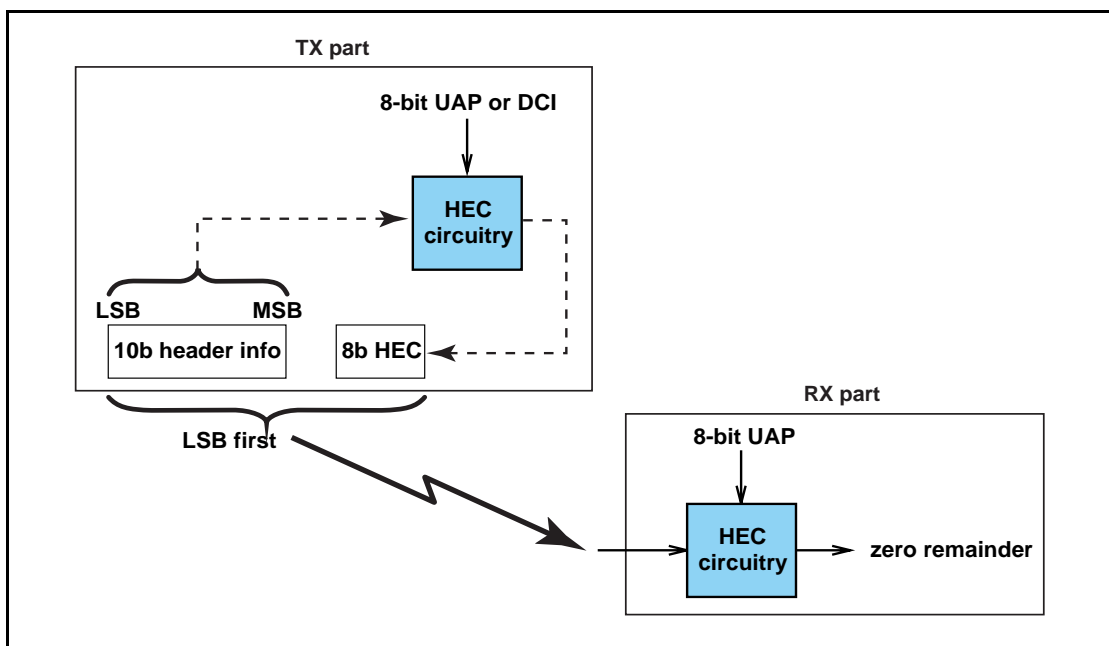 TX part
8-bit UAP or DCI
HEC
circuitry
LSB
MSB
10b header info
8b HEC
LSB first
RX part
8-bit UAP
HEC
circuitry
zero remainder